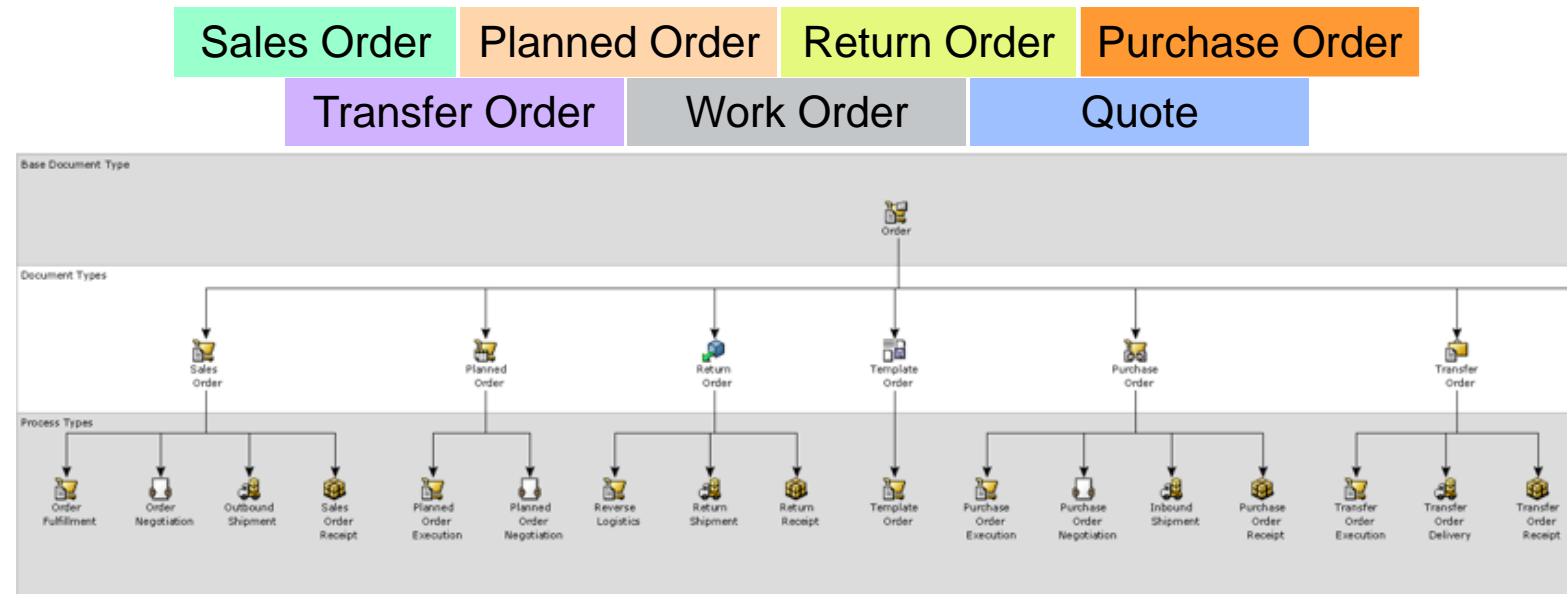 Sales Order
Planned Order
Return Order
Purchase Order
Transfer Order
Work Order
Quote
Base Document Type
Order
Document Types
Sales
Order
Planned
Order
Return
Order
Template
Order
Purchase
Order
Transfer
Order
Process Types
Order
Fulfillment
Order
Negotiation
Outbound
Shipment
Sales
Order
Receipt
Planned
Order
Execution
Planned
Order
Negotiation
Reverse
Logistics
Return
Shipment
Return
Receipt
Template
Order
Purchase
Order
Execution
Purchase
Order
Negotiation
Inbound
Shipment
Purchase
Order
Receipt
Transfer
Order
Execution
Transfer
Order
Delivery
Transfer
Order
Receipt